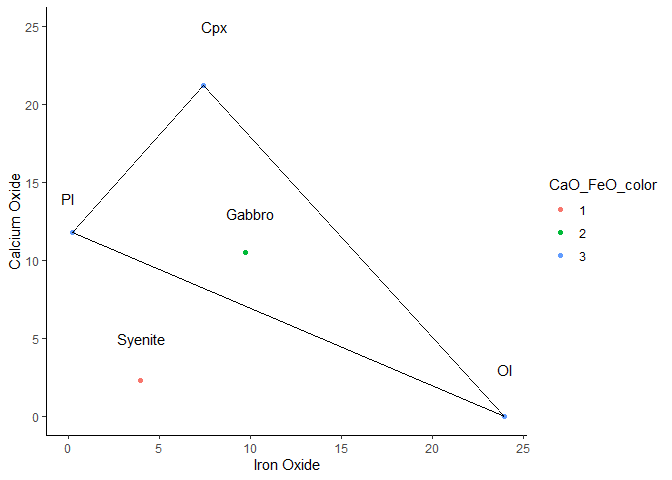 Cpx
Pl
Gabbro
Syenite
Ol
25
20
15
10
5
0
Calcium Oxide
0
5
10
15
20
25
Iron Oxide
CaO_FeO_color
1
2
3